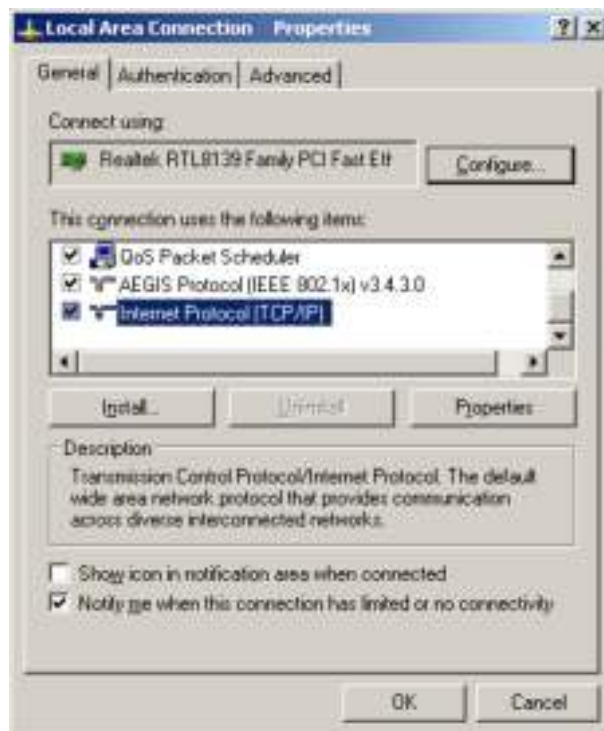 Local Area Connection Properties
General Authentication Advanced
Connect using:
Realtek RTL8139 Family PCI Fast Eth
Configure...
This connection uses the following items:
QoS Packet Scheduler
AEGIS Protocol (IEEE 802.1x) v3.4.3.0
Internet Protocol (TCP/IP)
Install... Uninstall Properties
Description
Transmission Control Protocol/Internet Protocol. The default
wide area network protocol that provides communication
across diverse interconnected networks.
Show icon in notification area when connected
Notify me when this connection has limited or no connectivity
OK Cancel